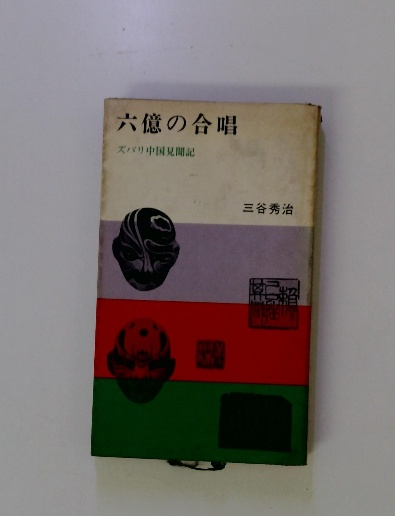 六億の合唱
ズバリ中国見聞記
三谷秀治